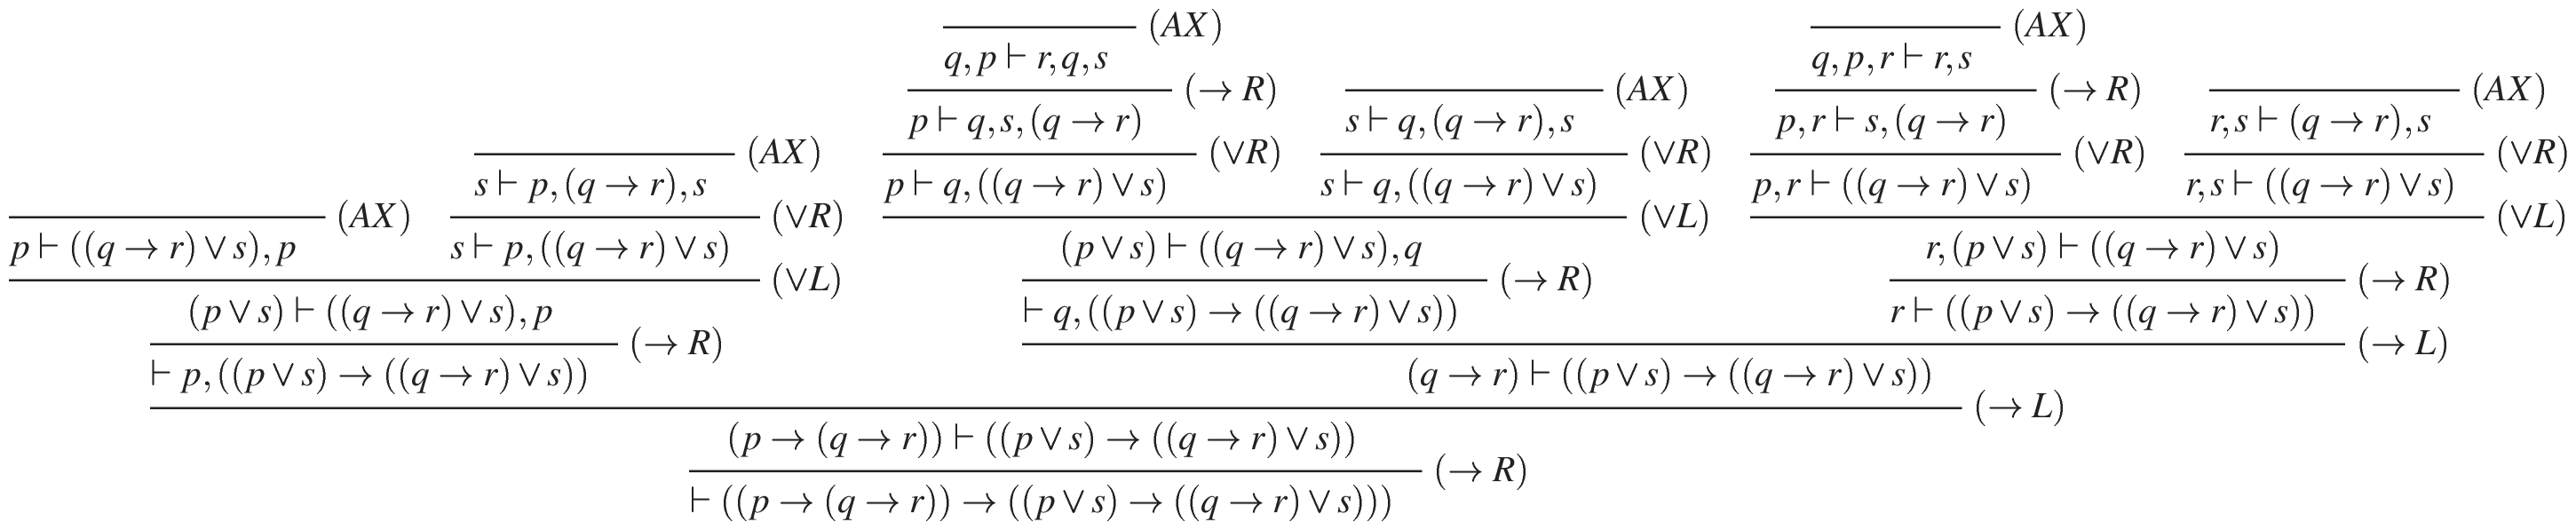 (AX) (AX)
q, p ⊢ r, q, s q, p, r ⊢ r, s
(→ R) (AX) (→ R) (AX)
p ⊢ q, s, (q → r) s ⊢ q, (q → r), s p, r ⊢ s, (q → r) r, s ⊢ (q → r), s
(AX) (∨R) (∨R) (∨R) (∨R)
s ⊢ p, (q → r), s p ⊢ q, ((q → r) ∨ s) s ⊢ q, ((q → r) ∨ s) p, r ⊢ ((q → r) ∨ s) r, s ⊢ ((q → r) ∨ s)
(AX) (∨R) (∨L) (∨L)
p ⊢ ((q → r) ∨ s), p s ⊢ p, ((q → r) ∨ s) (p ∨ s) ⊢ ((q → r) ∨ s), q r, (p ∨ s) ⊢ ((q → r) ∨ s)
(∨L) (→ R) (→ R)
(p ∨ s) ⊢ ((q → r) ∨ s), p ⊢ q, ((p ∨ s) → ((q → r) ∨ s)) r ⊢ ((p ∨ s) → ((q → r) ∨ s))
(→ R) (→ L)
⊢ p, ((p ∨ s) → ((q → r) ∨ s)) (q → r) ⊢ ((p ∨ s) → ((q → r) ∨ s))
(→ L)
(p → (q → r)) ⊢ ((p ∨ s) → ((q → r) ∨ s))
(→ R)
⊢ ((p → (q → r)) → ((p ∨ s) → ((q → r) ∨ s)))